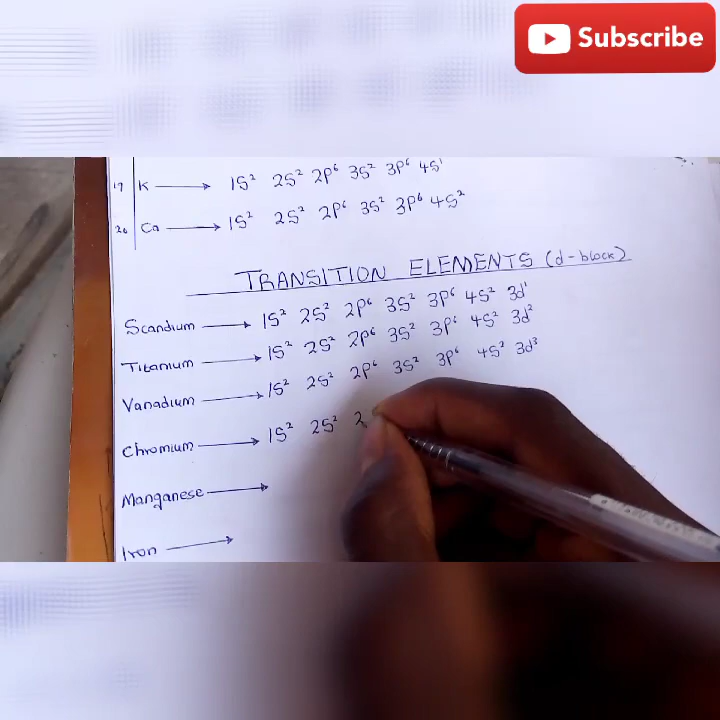 Subscribe
19 K → 1S² 2S² 2P⁶ 3S² 3P⁶ 4S¹
20 Ca → 1S² 2S² 2P⁶ 3S² 3P⁶ 4S²
TRANSITION ELEMENTS (d-block)
Scandium → 1S² 2S² 2P⁶ 3S² 3P⁶ 4S² 3d¹
Titanium → 1S² 2S² 2P⁶ 3S² 3P⁶ 4S² 3d²
Vanadium → 1S² 2S² 2P⁶ 3S² 3P⁶ 4S² 3d³
Chromium → 1S² 2S² 2
Manganese →
Iron →